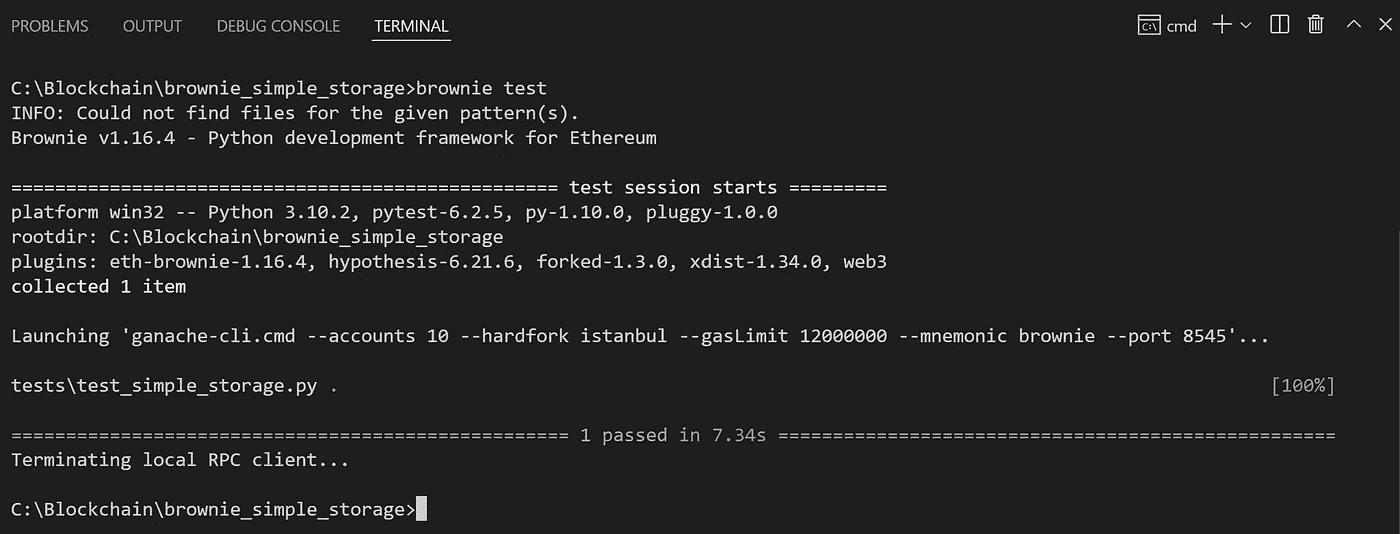 PROBLEMS OUTPUT DEBUG CONSOLE TERMINAL cmd
C:\Blockchain\brownie_simple_storage>brownie test
INFO: Could not find files for the given pattern(s).
Brownie v1.16.4 - Python development framework for Ethereum
================================================== test session starts =========
platform win32 -- Python 3.10.2, pytest-6.2.5, py-1.10.0, pluggy-1.0.0
rootdir: C:\Blockchain\brownie_simple_storage
plugins: eth-brownie-1.16.4, hypothesis-6.21.6, forked-1.3.0, xdist-1.34.0, web3
collected 1 item
Launching 'ganache-cli.cmd --accounts 10 --hardfork istanbul --gasLimit 12000000 --mnemonic brownie --port 8545'...
tests\test_simple_storage.py . [100%]
=================================================== 1 passed in 7.34s ===================================================
Terminating local RPC client...
C:\Blockchain\brownie_simple_storage>